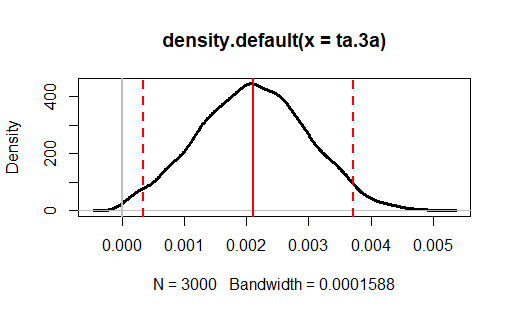 density.default(x = ta.3a)
Density
400
200
0
0.000 0.001 0.002 0.003 0.004 0.005
N = 3000 Bandwidth = 0.0001588